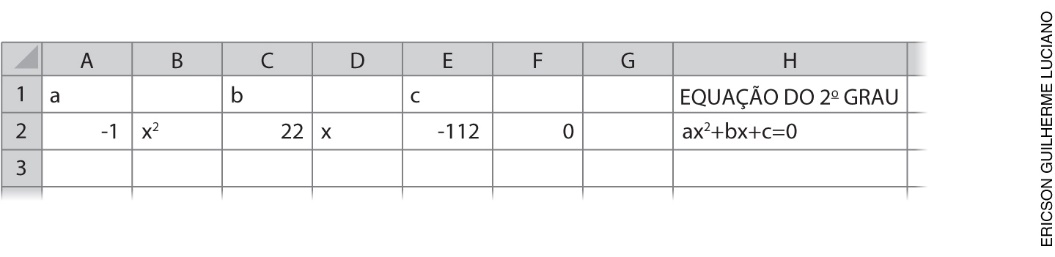 A B C D E F G H
1 a b c EQUAÇÃO DO 2º GRAU
2 -1 x² 22 x -112 0 ax²+bx+c=0
3
ERICSON GUILHERME LUCIANO